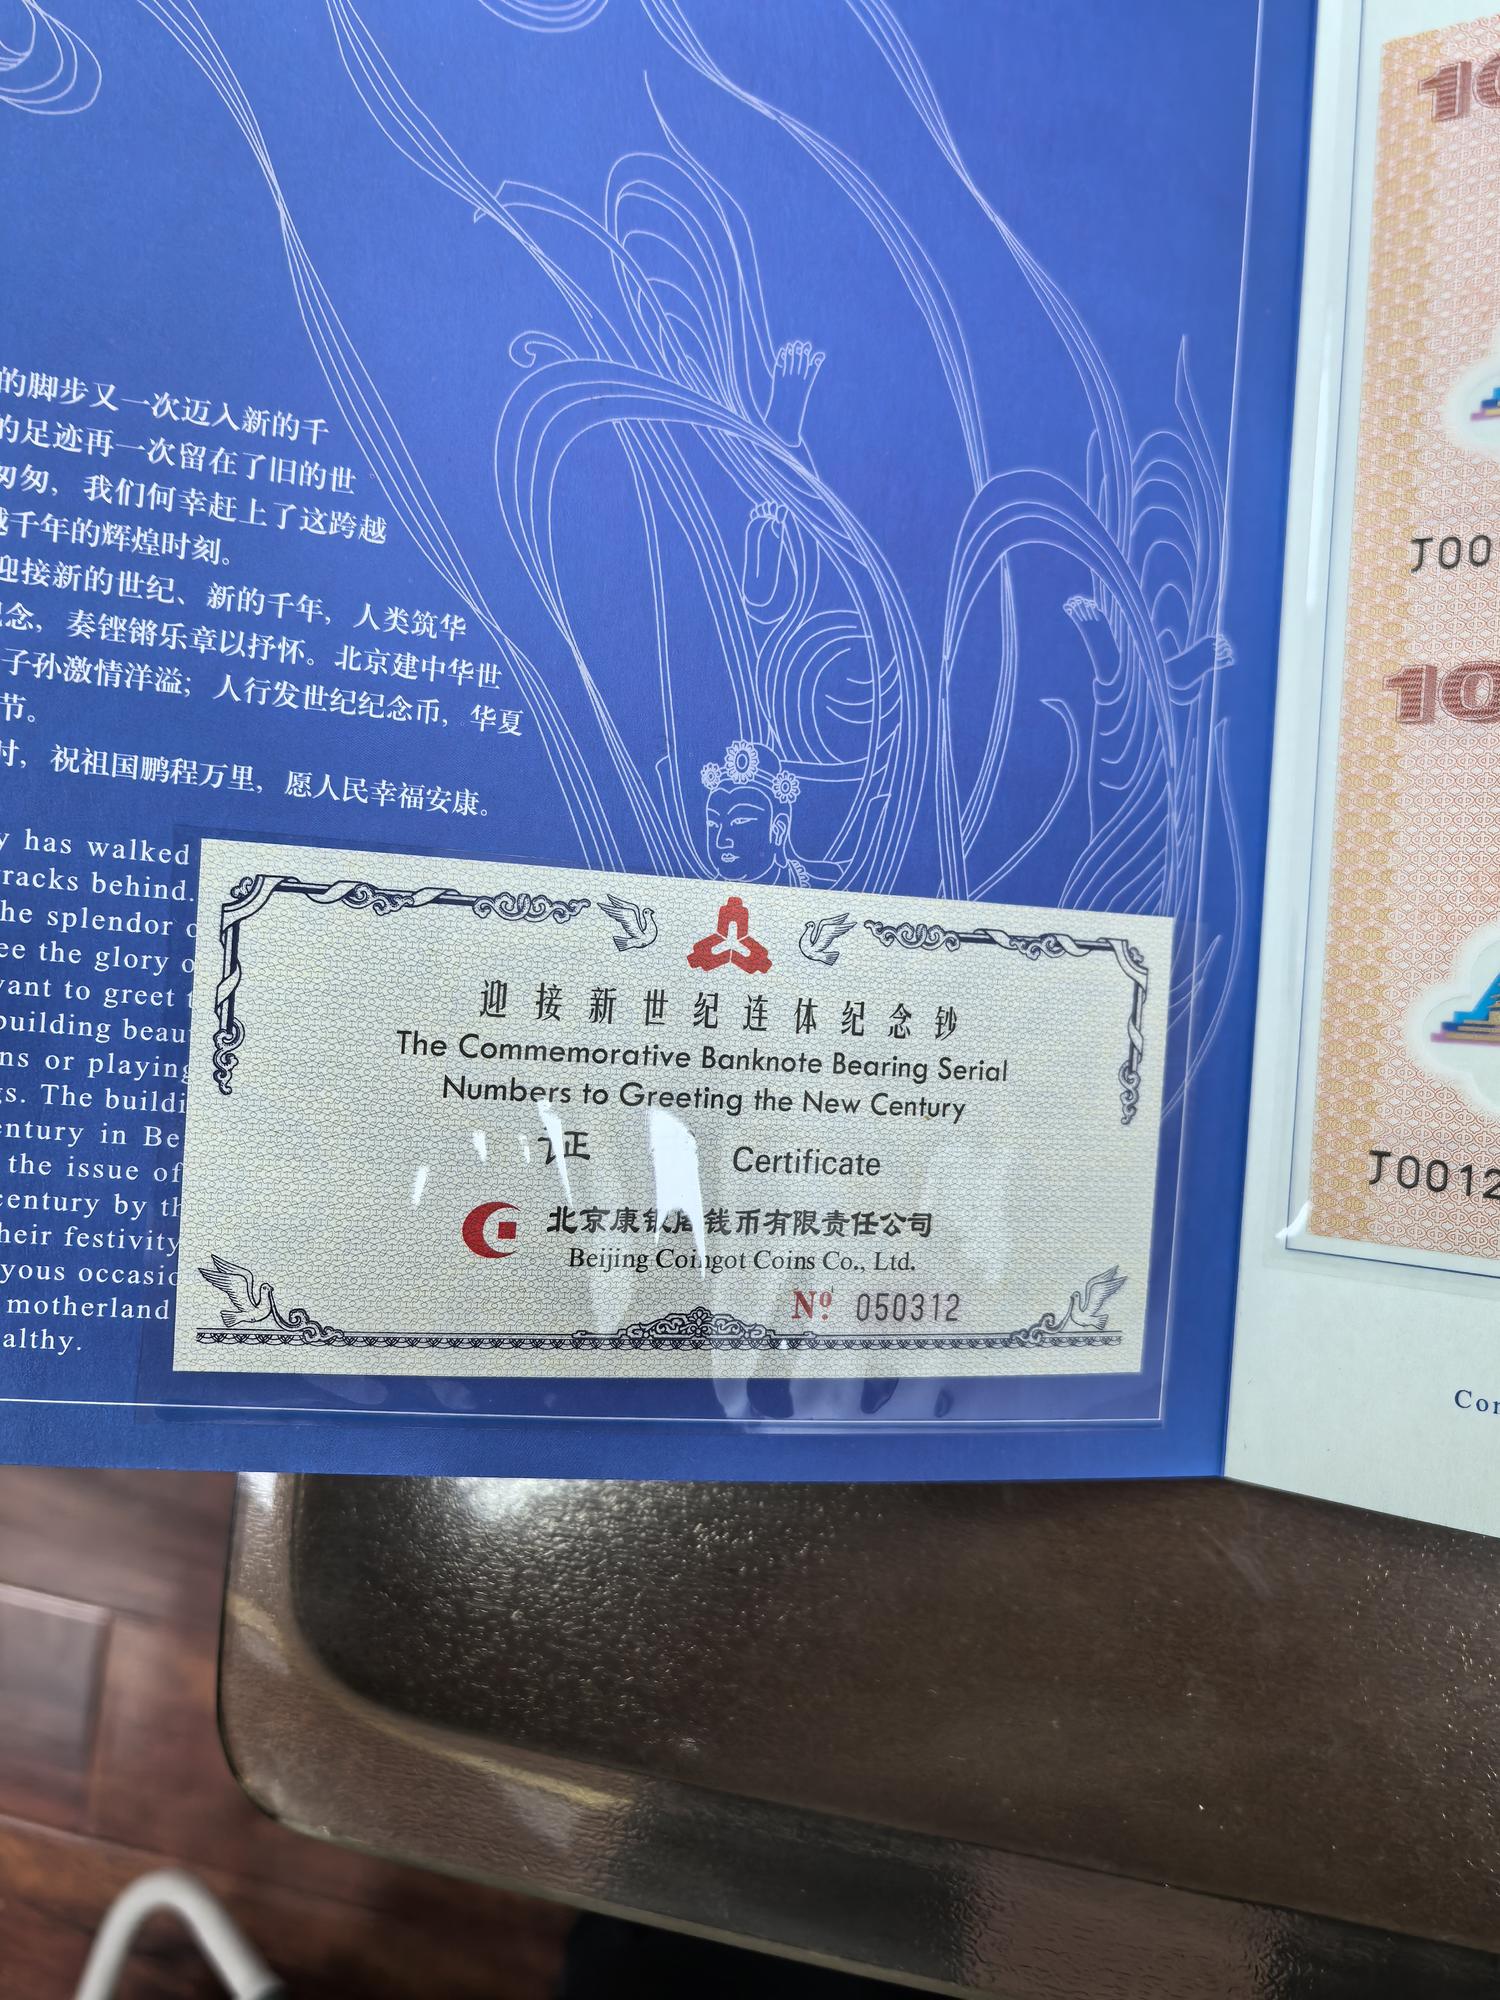 的脚步又一次迈入新的千
的足迹再一次留在了旧的世
匆匆，我们何幸赶上了这跨越
越千年的辉煌时刻。
迎接新的世纪、新的千年，人类筑华
念，奏铿锵乐章以抒怀。北京建中华世
子孙激情洋溢；人行发世纪纪念币，华夏
节。
时，祝祖国鹏程万里，愿人民幸福安康。
y has walked
racks behind.
he splendor
ee the glory
ant to greet
building
ns or playing
s. The
entury in
the issue of
century by
heir festivity
yous
motherland
althy.
迎接新世纪连体纪念钞
The Commemorative Banknote Bearing Serial
Numbers to Greeting the New Century
证 Certificate
北京康银阁钱币有限责任公司
Beijing Coingot Coins Co., Ltd.
Nº. 050312
10
J00
10
J0012